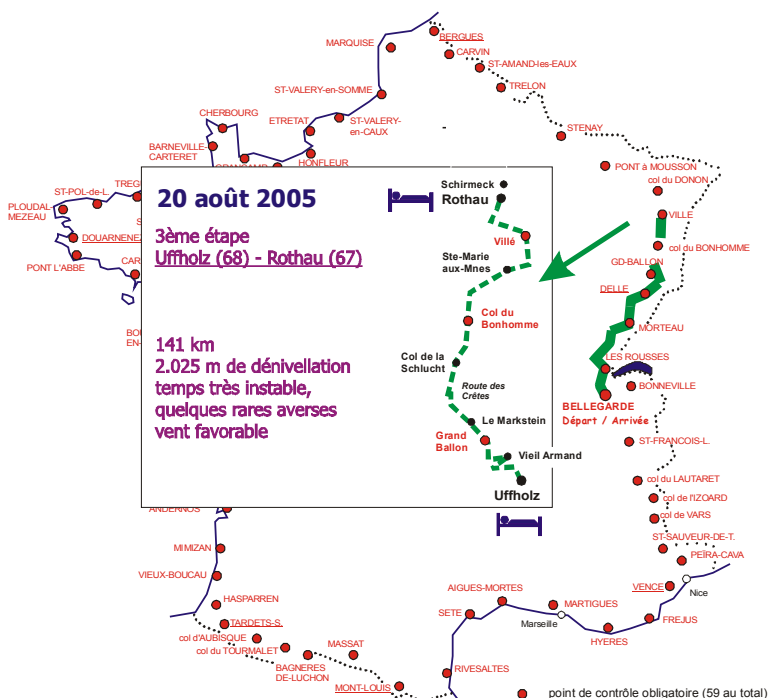 BERGUES
MARQUISE
CARVIN
ST-AMAND-les-EAUX
TRELON
ST-VALERY-en-SOMME
CHERBOURG
ETRETAT
ST-VALERY-
en-CAUX
STENAY
BARNEVILLE-
CARTERET
HONFLEUR
PONT à MOUSSON
col du DONON
ST-POL-de-L.
PLOUDAL-
MEZEAU
VILLE
DOUARNENEZ
col du BONHOMME
PONT L'ABBE
GD-BALLON
DELLE
MORTEAU
LES ROUSSES
BONNEVILLE
BELLEGARDE
Départ / Arrivée
20 août 2005
3ème étape
Uffholz (68) - Rothau (67)
141 km
2.025 m de dénivellation
temps très instable,
quelques rares averses
vent favorable
Schirmeck
Rothau
Villé
Ste-Marie
aux-Mnes
Col du
Bonhomme
Col de la
Schlucht
Route des
Crêtes
Le Markstein
Grand
Ballon
Vieil Armand
Uffholz
ST-FRANCOIS-L.
col du LAUTARET
col de l'IZOARD
col de VARS
ANDERNOS
ST-SAUVEUR-DE-T.
MIMIZAN
PEÏRA-CAVA
VIEUX-BOUCAU
VENCE
Nice
HASPARREN
AIGUES-MORTES
MARTIGUES
SETE
Marseille
FREJUS
TARDETS-S.
HYERES
col d'AUBISQUE
col du TOURMALET
MASSAT
BAGNERES
DE-LUCHON
RIVESALTES
MONT-LOUIS
point de contrôle obligatoire (59 au total)